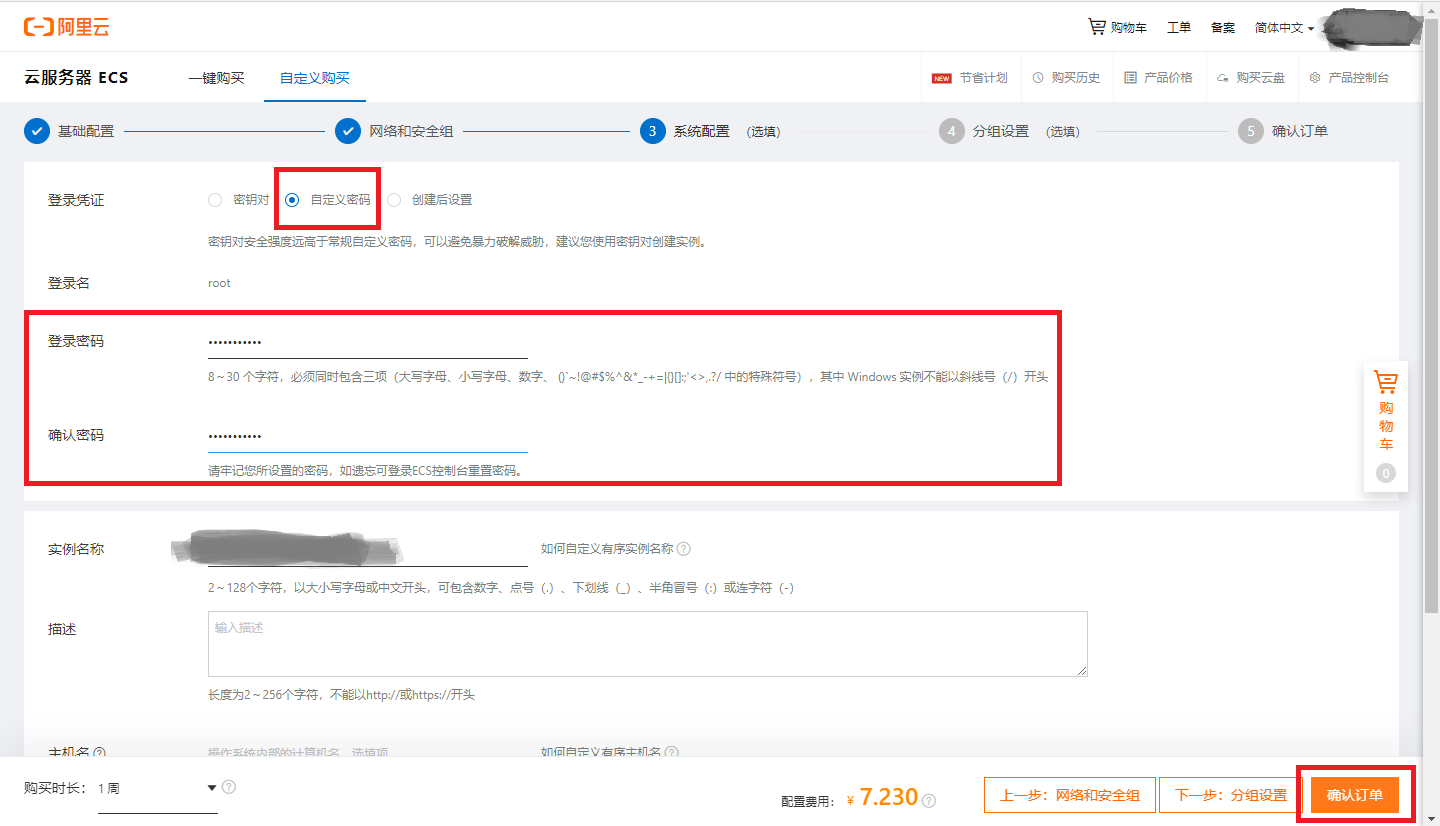 阿里云
购物车 工单 备案 简体中文
云服务器 ECS 一键购买 自定义购买 NEW 节省计划 购买历史 产品价格 购买云盘 产品控制台
基础配置 网络和安全组 3 系统配置 (选填) 4 分组设置 (选填) 5 确认订单
登录凭证 密钥对 自定义密码 创建后设置
密钥对安全强度远高于常规自定义密码，可以避免暴力破解威胁，建议您使用密钥对创建实例。
登录名 root
登录密码 •••••••••••
8～30 个字符，必须同时包含三项（大写字母、小写字母、数字、 ()`~!@#$%^&*_-+=|{}[]:;'<>,.?/ 中的特殊符号），其中 Windows 实例不能以斜线号（/）开头
确认密码 •••••••••••
请牢记您所设置的密码，如遗忘可登录ECS控制台重置密码。
购物车
0
实例名称 如何自定义有序实例名称 ?
2～128个字符，以大小写字母或中文开头，可包含数字、点号（.）、下划线（_）、半角冒号（:）或连字符（-）
描述 输入描述
长度为2～256个字符，不能以http://或https://开头
主机名 ? 操作系统内部的计算机名，选填项 如何自定义有序主机名 ?
购买时长： 1 周 ? 配置费用： ¥ 7.230 ? 上一步：网络和安全组 下一步：分组设置 确认订单